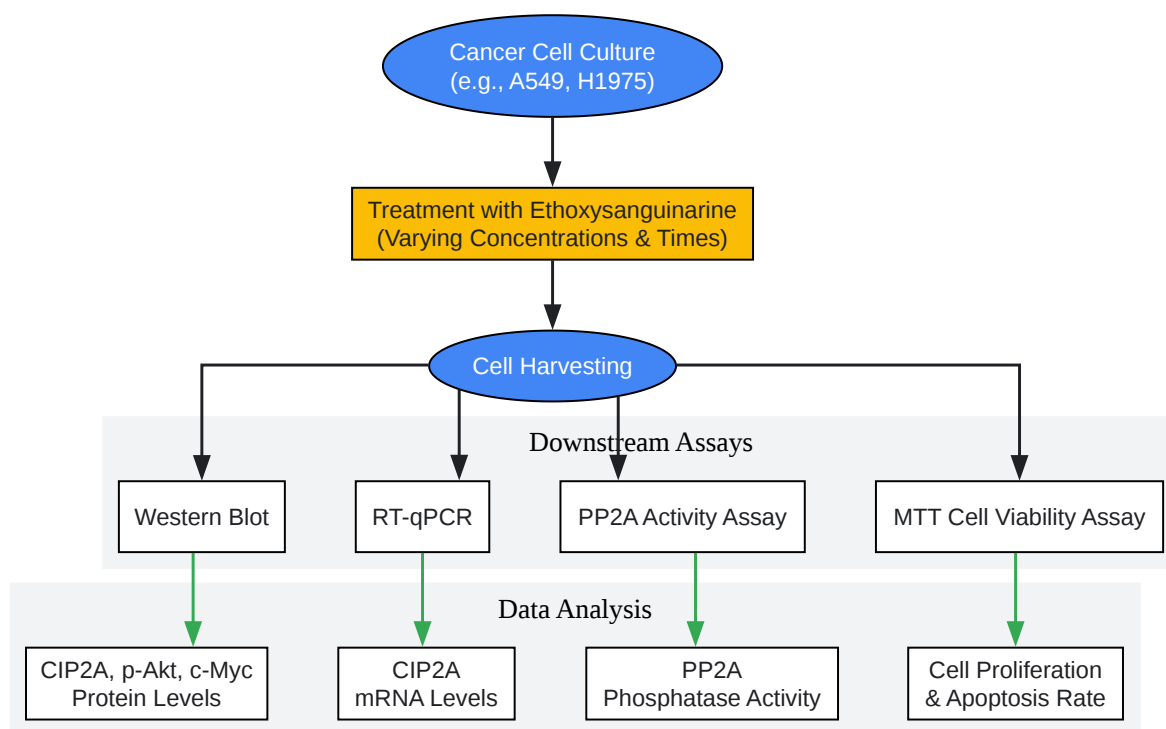 Cancer Cell Culture
(e.g., A549, H1975)
Treatment with Ethoxysanguinarine
(Varying Concentrations & Times)
Cell Harvesting
Downstream Assays
Western Blot
RT-qPCR
PP2A Activity Assay
MTT Cell Viability Assay
Data Analysis
CIP2A, p-Akt, c-Myc
Protein Levels
CIP2A
mRNA Levels
PP2A
Phosphatase Activity
Cell Proliferation
& Apoptosis Rate